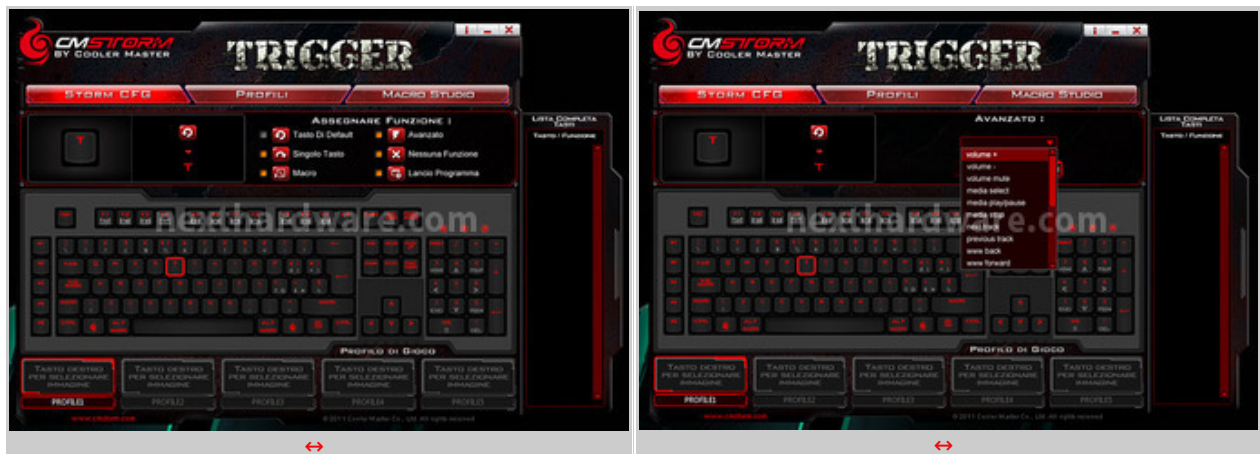 CMSTORM
BY COOLER MASTER
TRIGGER
STORM CFG
PROFILI
MACRO STUDIO
ASSEGNARE FUNZIONE :
Tasto Di Default
Avanzato
Singolo Tasto
Nessuna Funzione
Macro
Lancio Programma
LISTA COMPLETA
TASTI
TASTO / FUNZIONE
nexthardware.com
PROFILO DI GIOCO
TASTO DESTRO
PER SELEZIONARE
IMMAGINE
TASTO DESTRO
PER SELEZIONARE
IMMAGINE
TASTO DESTRO
PER SELEZIONARE
IMMAGINE
TASTO DESTRO
PER SELEZIONARE
IMMAGINE
TASTO DESTRO
PER SELEZIONARE
IMMAGINE
PROFILE1
PROFILE2
PROFILE3
PROFILE4
PROFILE5
www.cmstorm.com
© 2011 Cooler Master Co., Ltd. All rights reserved
CMSTORM
BY COOLER MASTER
TRIGGER
STORM CFG
PROFILI
MACRO STUDIO
AVANZATO :
volume +
volume -
volume mute
media select
media play/pause
media stop
next track
previous track
www back
www forward
LISTA COMPLETA
TASTI
TASTO / FUNZIONE
nexthardware.com
PROFILO DI GIOCO
TASTO DESTRO
PER SELEZIONARE
IMMAGINE
TASTO DESTRO
PER SELEZIONARE
IMMAGINE
TASTO DESTRO
PER SELEZIONARE
IMMAGINE
TASTO DESTRO
PER SELEZIONARE
IMMAGINE
TASTO DESTRO
PER SELEZIONARE
IMMAGINE
PROFILE1
PROFILE2
PROFILE3
PROFILE4
PROFILE5
www.cmstorm.com
© 2011 Cooler Master Co., Ltd. All rights reserved